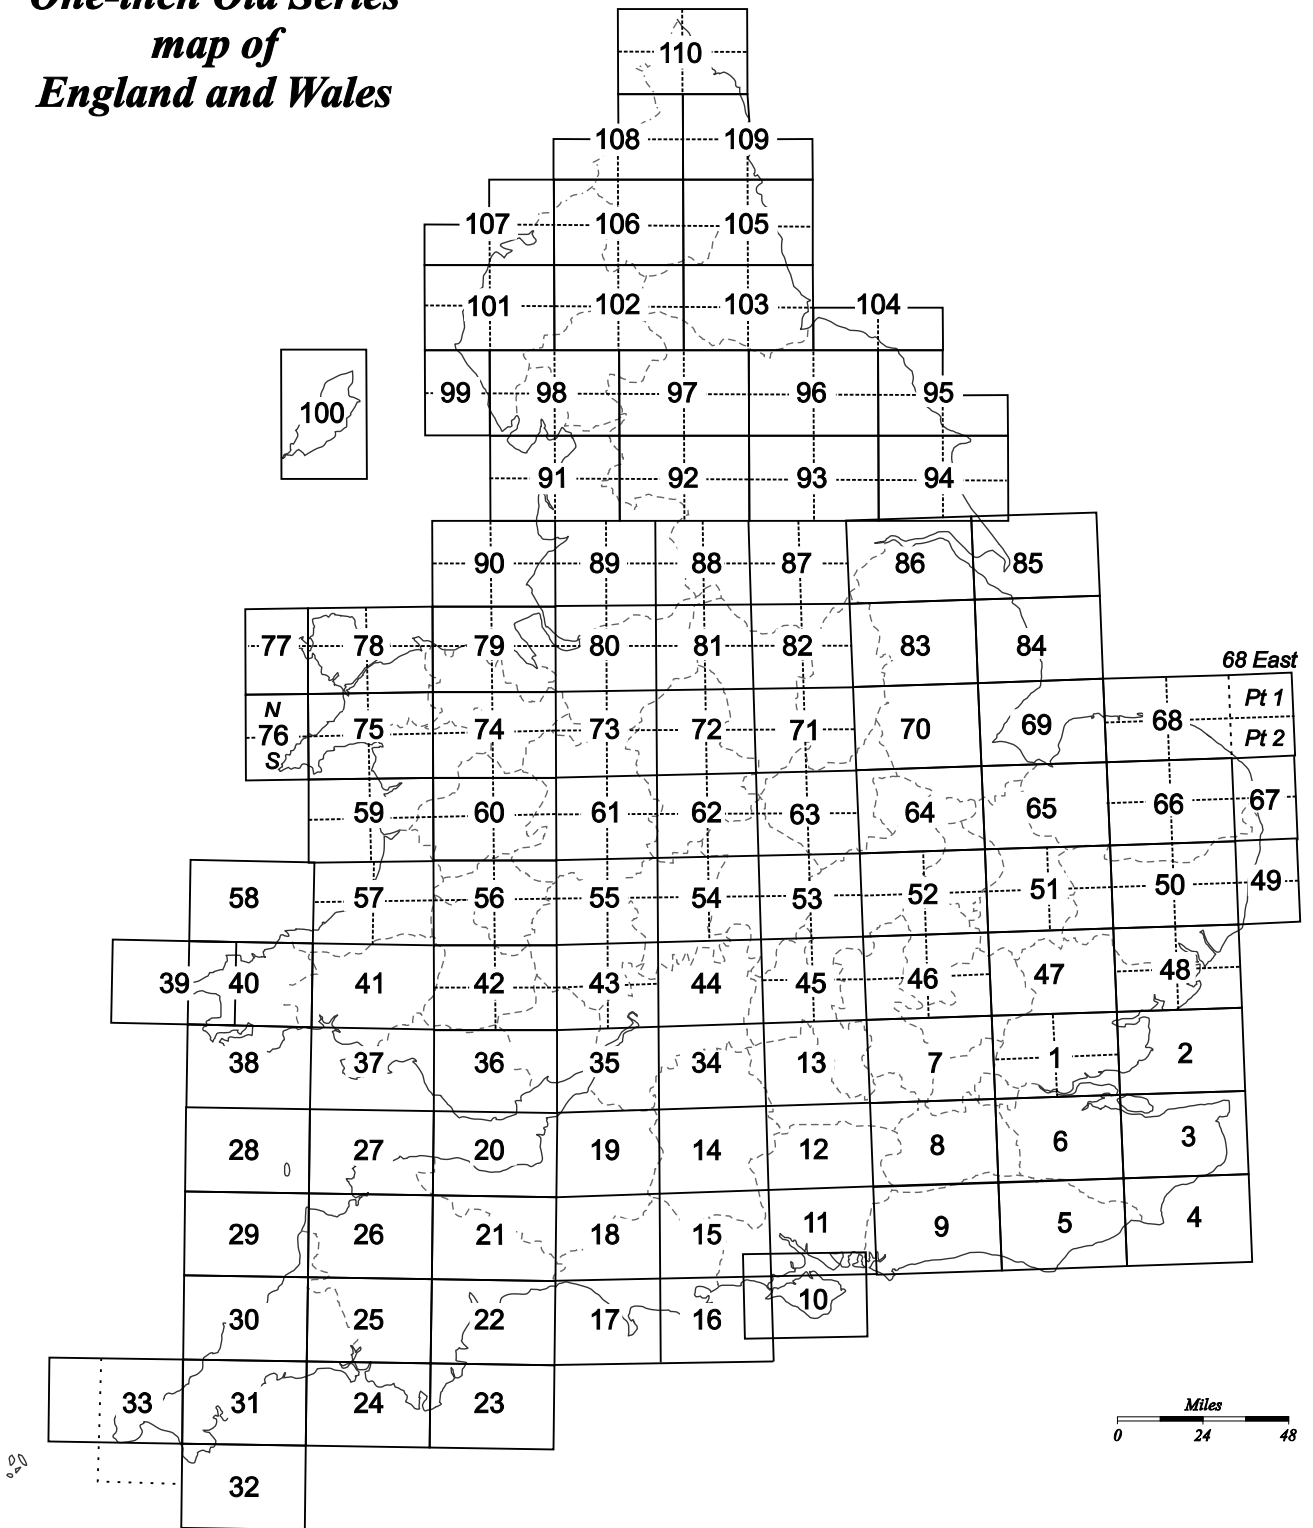 One-inch Old Series
map of
England and Wales
110
108 109
107 106 105
101 102 103 104
99 98 97 96 95
100
91 92 93 94
90 89 88 87 86 85
77 78 79 80 81 82 83 84
68 East
N
76
S
75 74 73 72 71 70 69 68
Pt 1
Pt 2
59 60 61 62 63 64 65 66 67
58 57 56 55 54 53 52 51 50 49
39 40 41 42 43 44 45 46 47 48
38 37 36 35 34 13 7 1 2
28 27 20 19 14 12 8 6 3
29 26 21 18 15 11 9 5 4
30 25 22 17 16 10
33 31 24 23
32
Miles
0 24 48